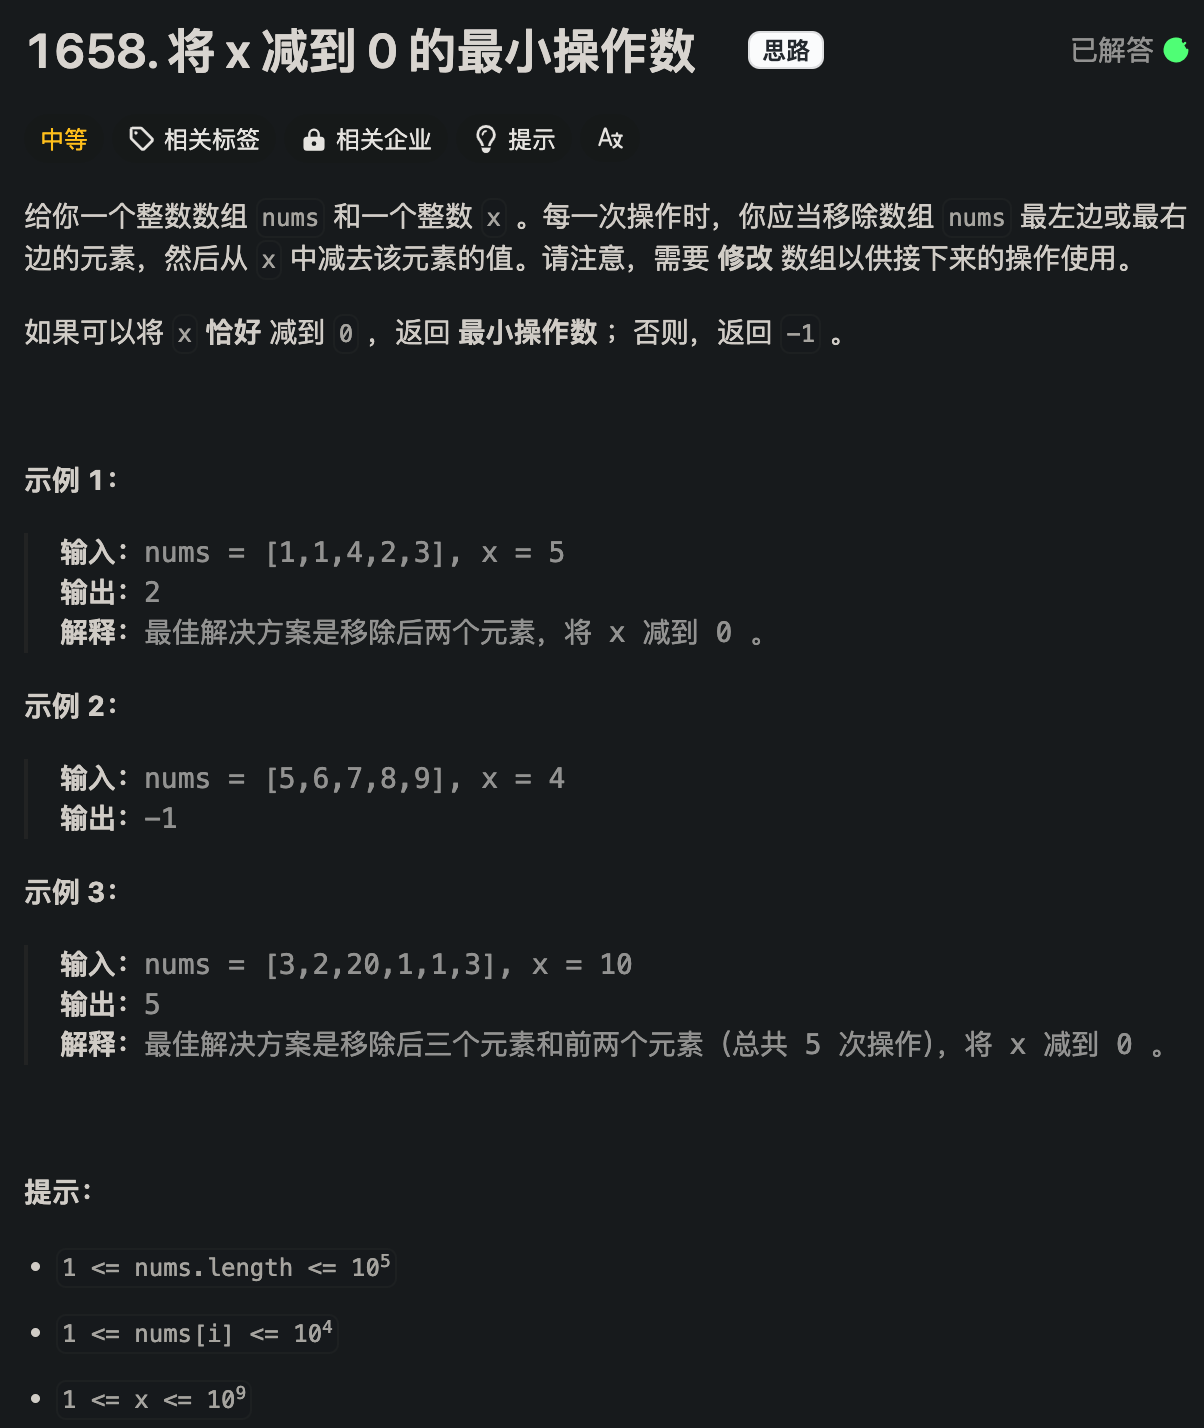 1658. 将 x 减到 0 的最小操作数 思路 已解答
中等 相关标签 相关企业 提示 Az
给你一个整数数组 nums 和一个整数 x 。每一次操作时，你应当移除数组 nums 最左边或最右
边的元素，然后从 x 中减去该元素的值。请注意，需要 修改 数组以供接下来的操作使用。
如果可以将 x 恰好 减到 0 ，返回 最小操作数 ；否则，返回 -1 。
示例 1：
输入：nums = [1,1,4,2,3], x = 5
输出：2
解释：最佳解决方案是移除后两个元素，将 x 减到 0 。
示例 2：
输入：nums = [5,6,7,8,9], x = 4
输出：-1
示例 3：
输入：nums = [3,2,20,1,1,3], x = 10
输出：5
解释：最佳解决方案是移除后三个元素和前两个元素（总共 5 次操作），将 x 减到 0 。
提示：
• 1 <= nums.length <= 10⁵
• 1 <= nums[i] <= 10⁴
• 1 <= x <= 10⁹